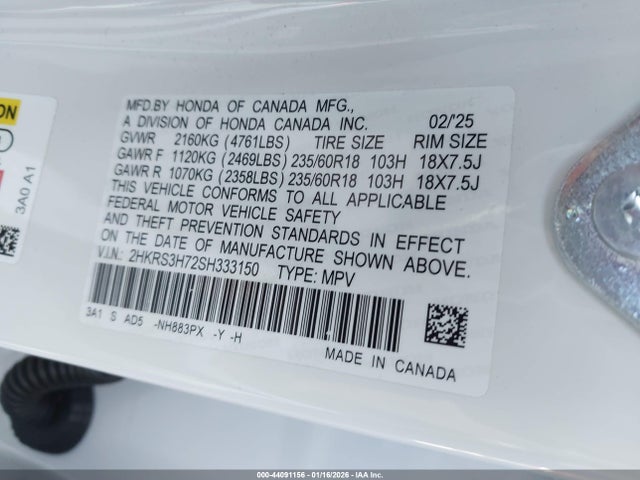 MFD.BY HONDA OF CANADA MFG.,
A DIVISION OF HONDA CANADA INC. 02/25
GVWR 2160KG (4761LBS) TIRE SIZE RIM SIZE
GAWR F 1120KG (2469LBS) 235/60R18 103H 18X7.5J
GAWR R 1070KG (2358LBS) 235/60R18 103H 18X7.5J
THIS VEHICLE CONFORMS TO ALL APPLICABLE
FEDERAL MOTOR VEHICLE SAFETY
AND THEFT PREVENTION STANDARDS IN EFFECT
ON THE DATE OF MANUFACTURE SHOWN ABOVE.
V.I.N.: 2HKRS3H72SH333150 TYPE: MPV
3A1 S AD5 -NH883PX -Y -H
MADE IN CANADA
3A0 A1
000-44091156 - 01/16/2026 - IAA Inc.